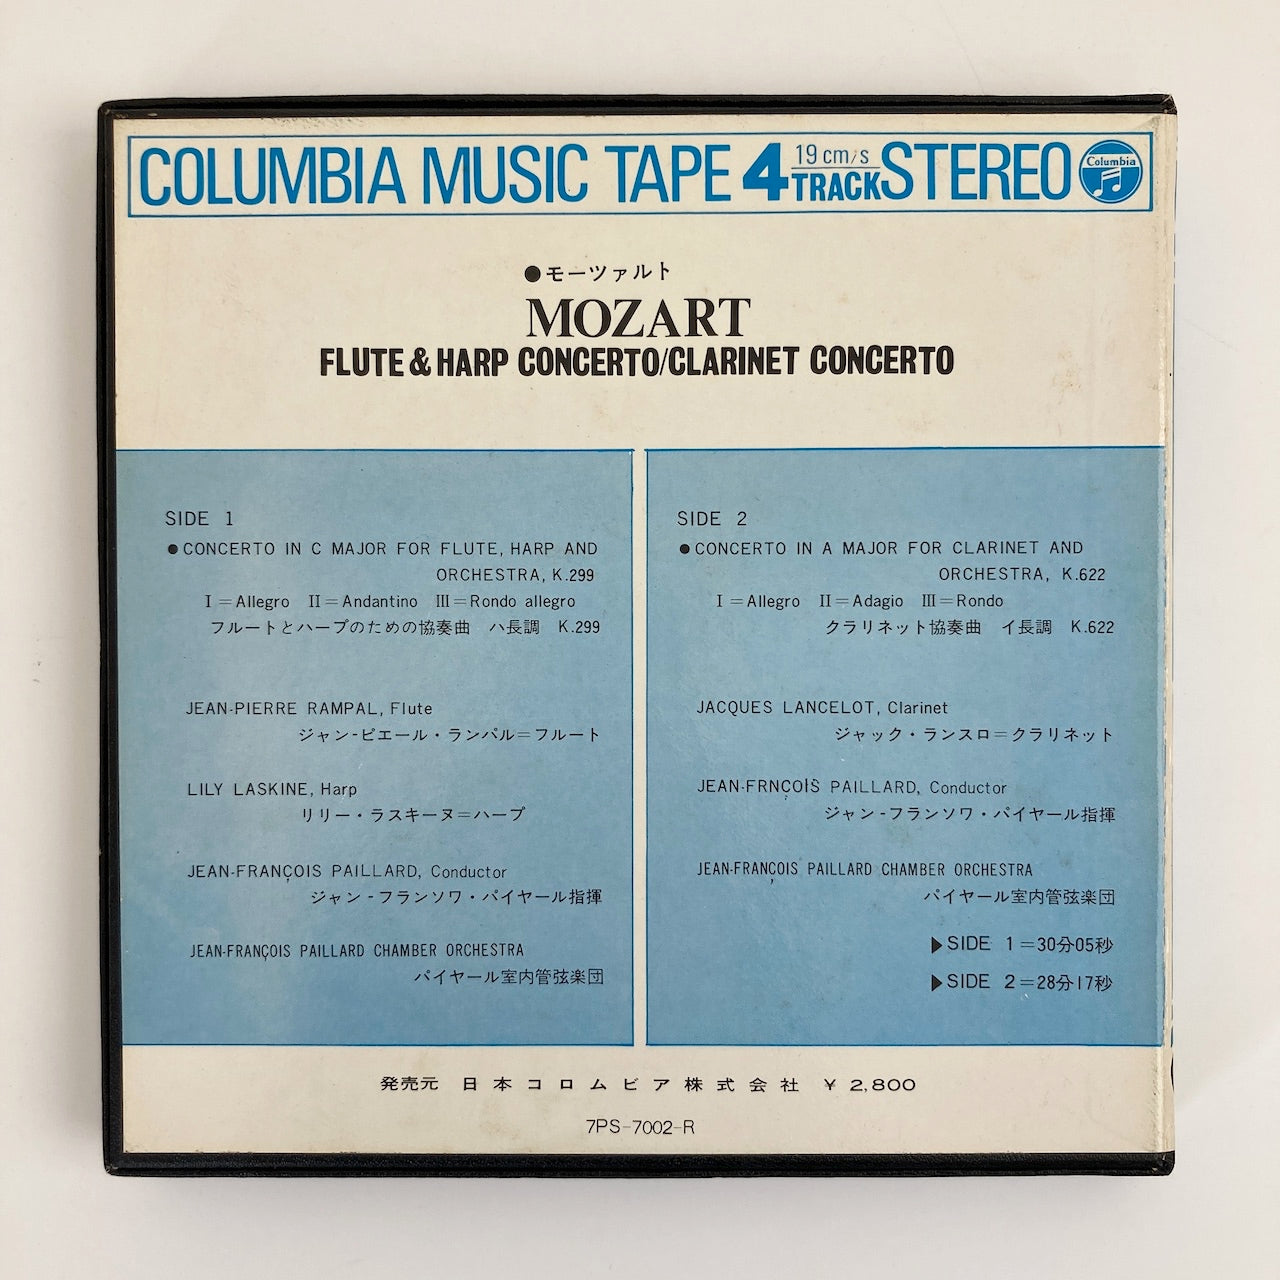 COLUMBIA MUSIC TAPE 4 19 cm/s TRACK STEREO Columbia
●モーツァルト
MOZART
FLUTE & HARP CONCERTO/CLARINET CONCERTO
SIDE 1
●CONCERTO IN C MAJOR FOR FLUTE, HARP AND
ORCHESTRA, K.299
I=Allegro II=Andantino III=Rondo allegro
フルートとハープのための協奏曲 ハ長調 K.299
JEAN-PIERRE RAMPAL, Flute
ジャン-ピエール・ランパル=フルート
LILY LASKINE, Harp
リリー・ラスキーヌ=ハープ
JEAN-FRANÇOIS PAILLARD, Conductor
ジャン-フランソワ・パイヤール指揮
JEAN-FRANÇOIS PAILLARD CHAMBER ORCHESTRA
パイヤール室内管弦楽団
SIDE 2
●CONCERTO IN A MAJOR FOR CLARINET AND
ORCHESTRA, K.622
I=Allegro II=Adagio III=Rondo
クラリネット協奏曲 イ長調 K.622
JACQUES LANCELOT, Clarinet
ジャック・ランスロ=クラリネット
JEAN-FRNÇOIS PAILLARD, Conductor
ジャン-フランソワ・パイヤール指揮
JEAN-FRANÇOIS PAILLARD CHAMBER ORCHESTRA
パイヤール室内管弦楽団
▶SIDE 1=30分05秒
▶SIDE 2=28分17秒
発売元 日本コロムビア株式会社 ¥2,800
7PS-7002-R